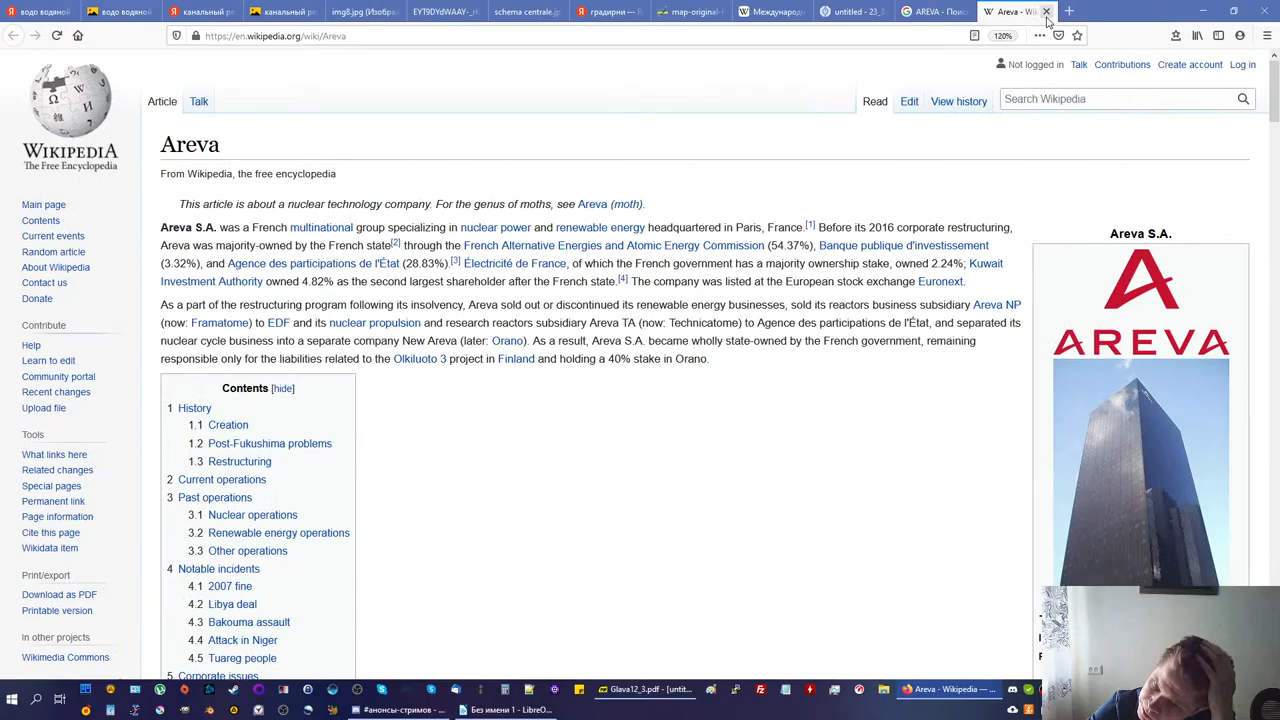 водо водяной
водо водяной
канальный ре
канальный ре
img8.jpg (Изобра
EYT9DYdWAAY-_r
schema centrale.jp
градирни — Я
map-original-
Международ
untitled - 23_3
AREVA - Поис
Areva - Wi
https://en.wikipedia.org/wiki/Areva
120%
Not logged in Talk Contributions Create account Log in
Article Talk
Read Edit View history
Search Wikipedia
WIKIPEDIA
The Free Encyclopedia
Main page
Contents
Current events
Random article
About Wikipedia
Contact us
Donate
Contribute
Help
Learn to edit
Community portal
Recent changes
Upload file
Tools
What links here
Related changes
Special pages
Permanent link
Page information
Cite this page
Wikidata item
Print/export
Download as PDF
Printable version
In other projects
Wikimedia Commons
Areva
From Wikipedia, the free encyclopedia
This article is about a nuclear technology company. For the genus of moths, see Areva (moth).
Areva S.A. was a French multinational group specializing in nuclear power and renewable energy headquartered in Paris, France.[1] Before its 2016 corporate restructuring,
Areva was majority-owned by the French state[2] through the French Alternative Energies and Atomic Energy Commission (54.37%), Banque publique d'investissement
(3.32%), and Agence des participations de l'État (28.83%).[3] Électricité de France, of which the French government has a majority ownership stake, owned 2.24%; Kuwait
Investment Authority owned 4.82% as the second largest shareholder after the French state.[4] The company was listed at the European stock exchange Euronext.
As a part of the restructuring program following its insolvency, Areva sold out or discontinued its renewable energy businesses, sold its reactors business subsidiary Areva NP
(now: Framatome) to EDF and its nuclear propulsion and research reactors subsidiary Areva TA (now: Technicatome) to Agence des participations de l'État, and separated its
nuclear cycle business into a separate company New Areva (later: Orano). As a result, Areva S.A. became wholly state-owned by the French government, remaining
responsible only for the liabilities related to the Olkiluoto 3 project in Finland and holding a 40% stake in Orano.
Contents [hide]
1 History
1.1 Creation
1.2 Post-Fukushima problems
1.3 Restructuring
2 Current operations
3 Past operations
3.1 Nuclear operations
3.2 Renewable energy operations
3.3 Other operations
4 Notable incidents
4.1 2007 fine
4.2 Libya deal
4.3 Bakouma assault
4.4 Attack in Niger
4.5 Tuareg people
5 Corporate issues
Areva S.A.
AREVA
Glava12_3.pdf - [untit...
Areva - Wikipedia —...
#анонсы-стримов - ...
Без имени 1 - LibreO...